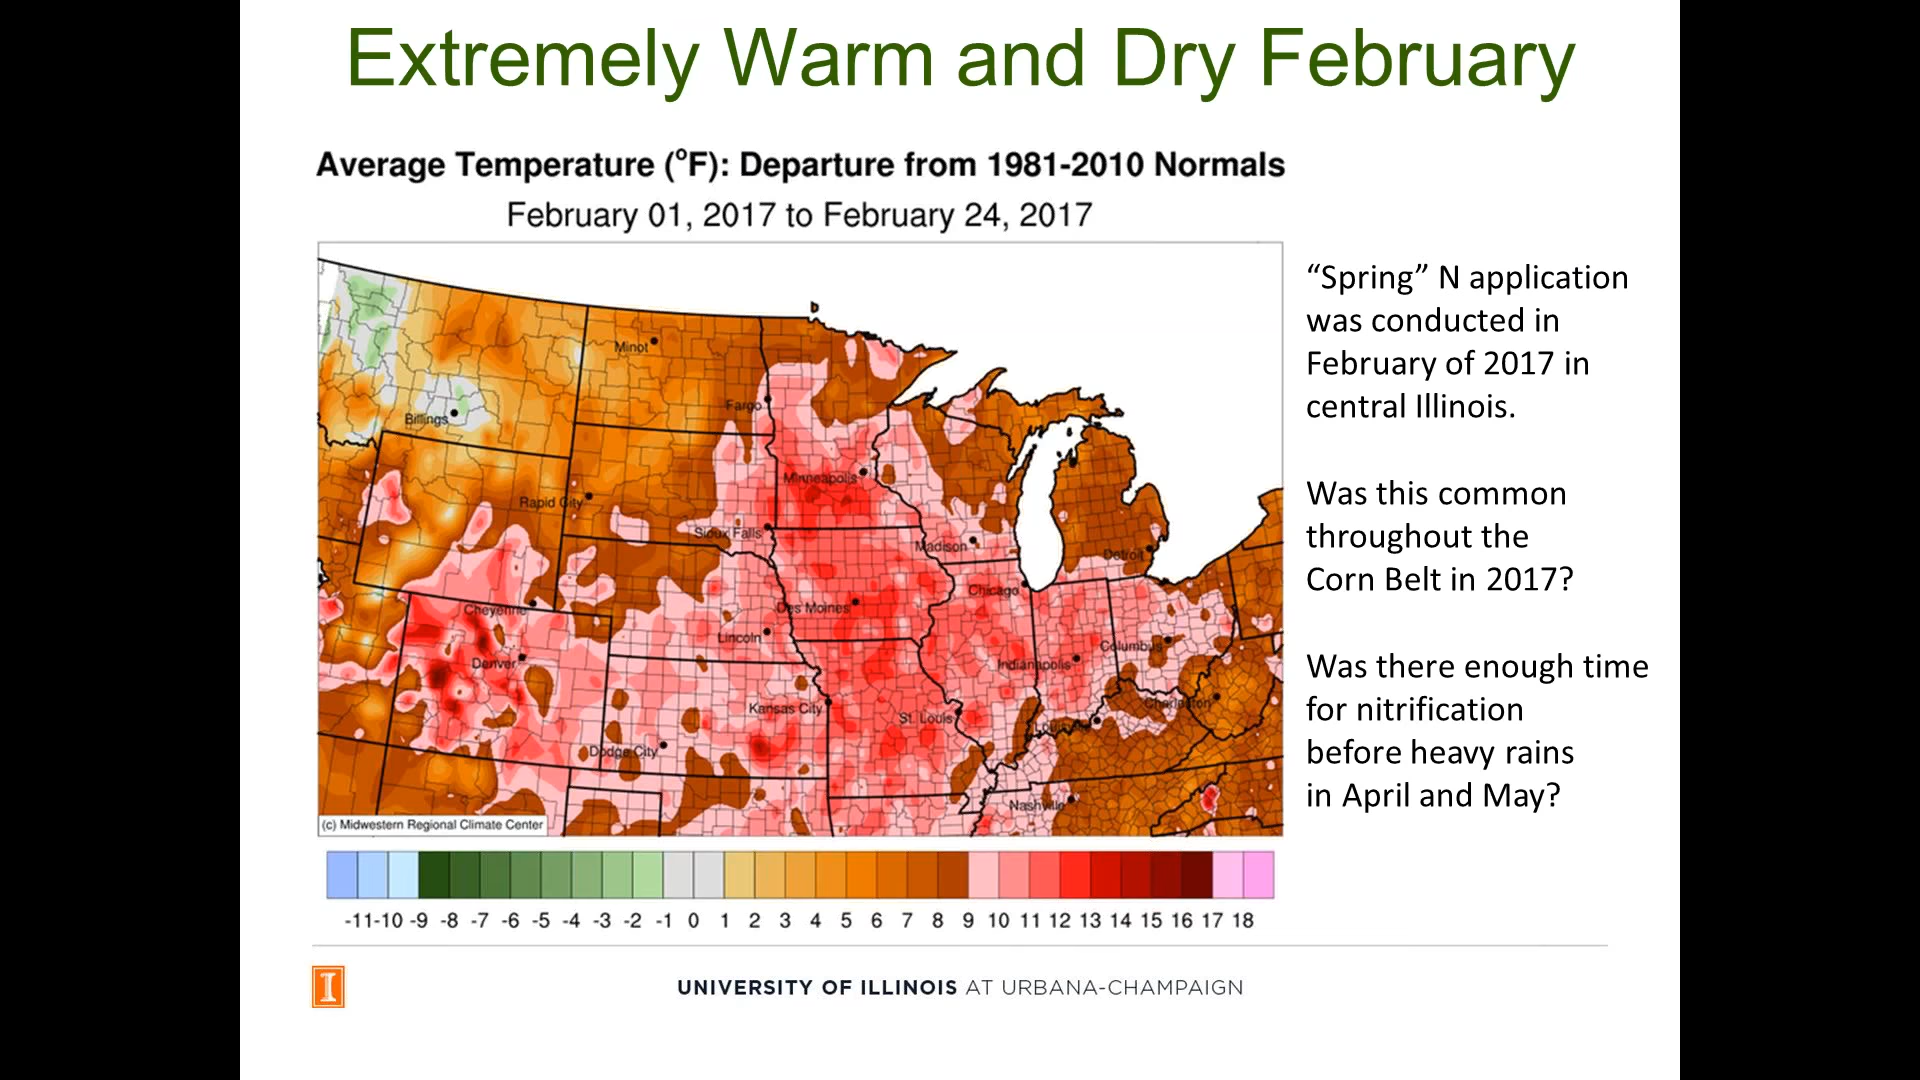 Extremely Warm and Dry February
Average Temperature (°F): Departure from 1981-2010 Normals
February 01, 2017 to February 24, 2017
“Spring” N application
was conducted in
February of 2017 in
central Illinois.
Was this common
throughout the
Corn Belt in 2017?
Was there enough time
for nitrification
before heavy rains
in April and May?
Minot
Fargo
Billings
Minneapolis
Rapid City
Sioux Falls
Madison
Detroit
Chicago
Cheyenne
Des Moines
Lincoln
Columbus
Denver
Indianapolis
Kansas City
St. Louis
Charleston
Louisville
Dodge City
Nashville
(c) Midwestern Regional Climate Center
-11 -10 -9 -8 -7 -6 -5 -4 -3 -2 -1 0 1 2 3 4 5 6 7 8 9 10 11 12 13 14 15 16 17 18
I
UNIVERSITY OF ILLINOIS AT URBANA-CHAMPAIGN